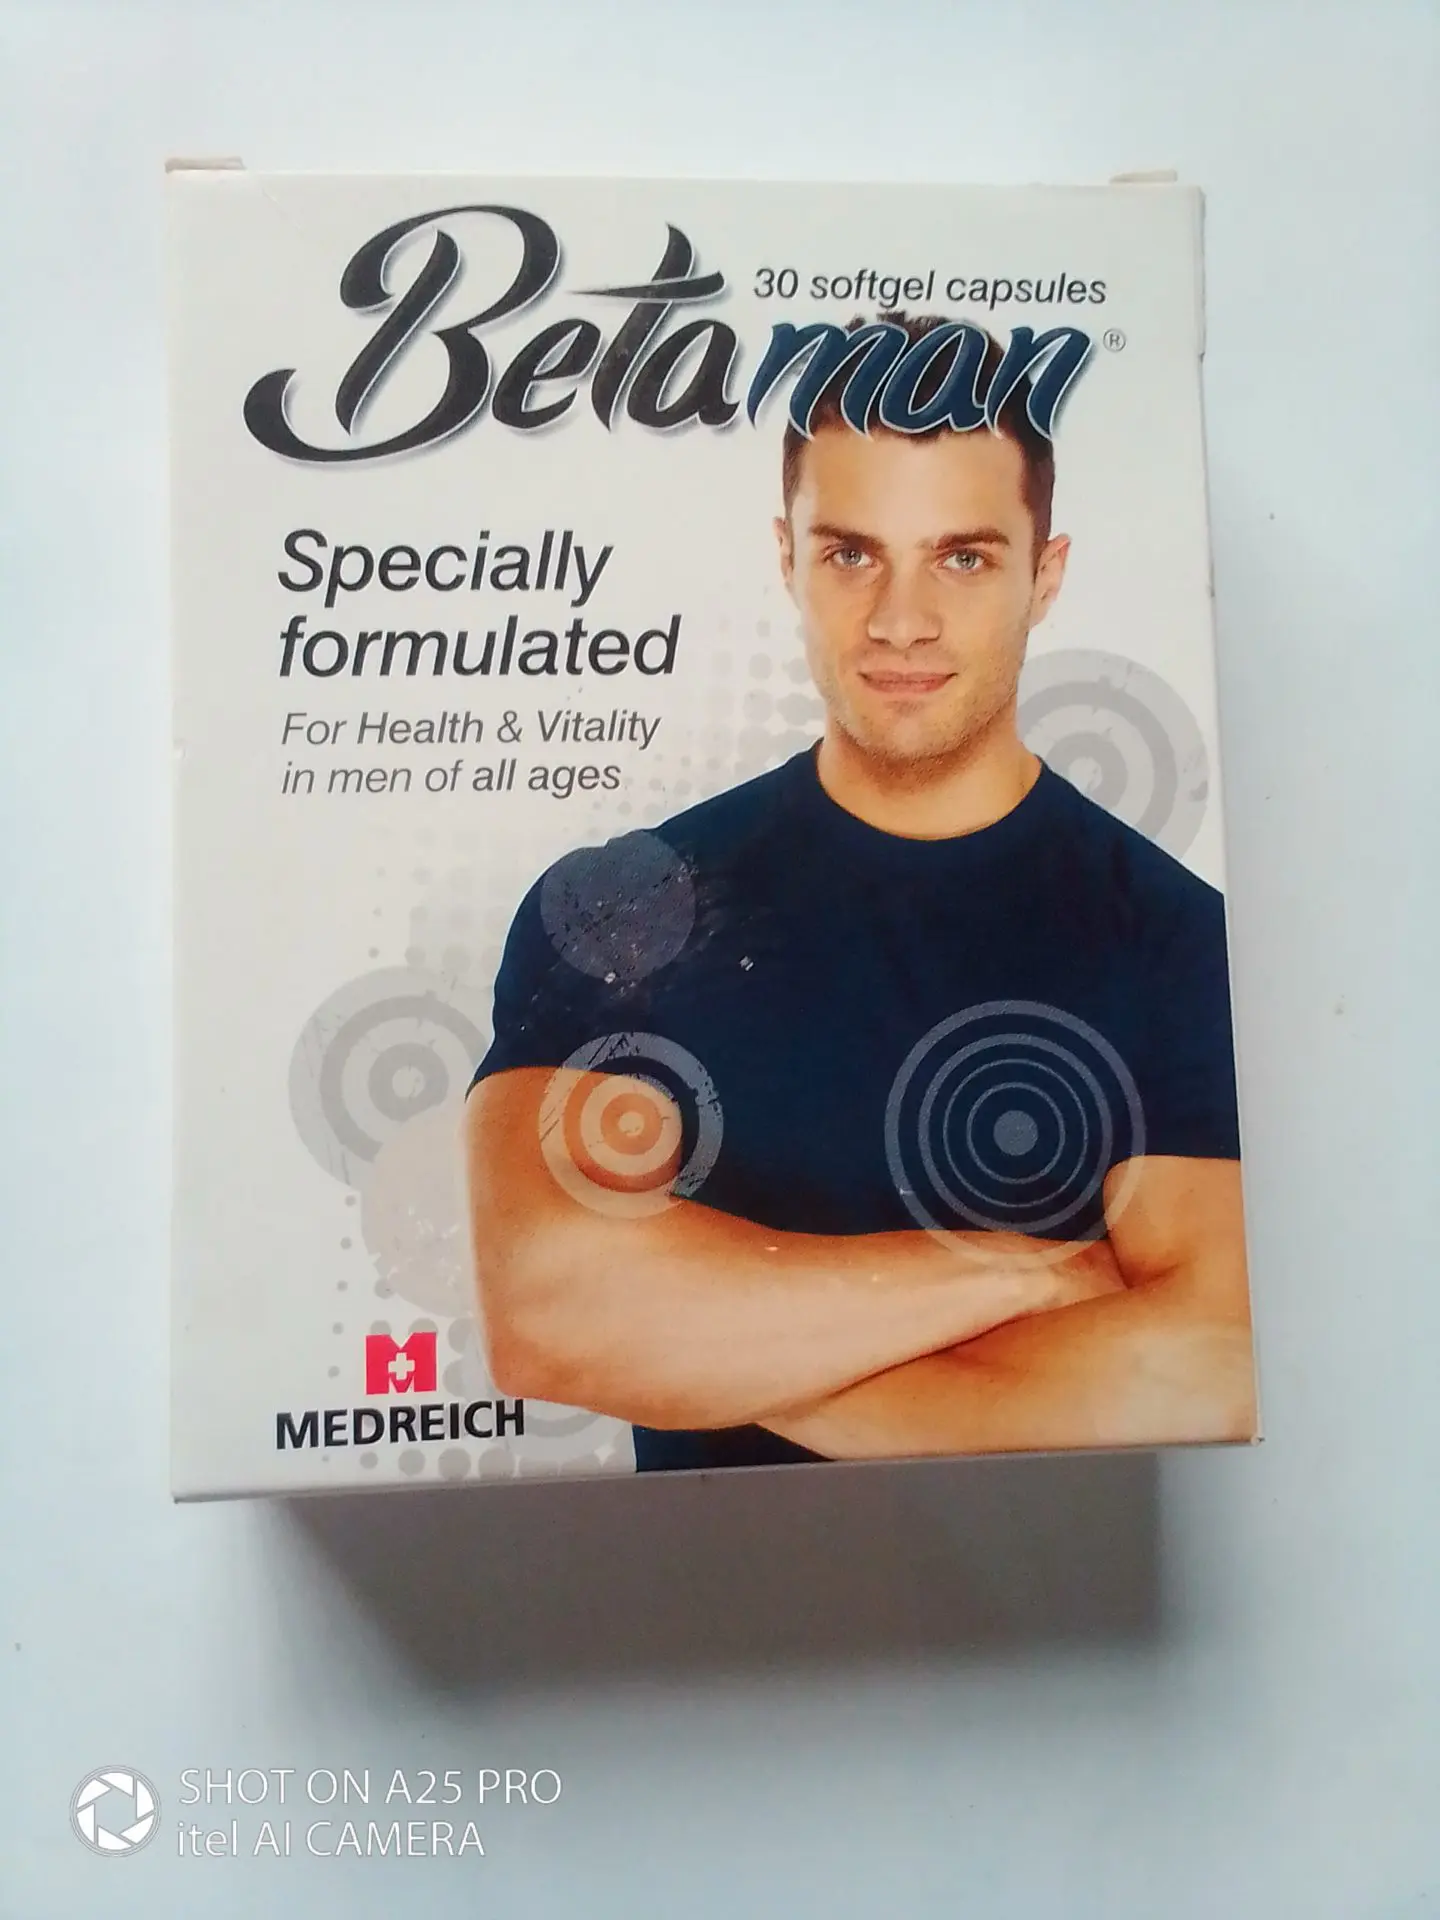 30 softgel capsules
Betaman®
Specially
formulated
For Health & Vitality
in men of all ages
M
MEDREICH
SHOT ON A25 PRO
itel AI CAMERA